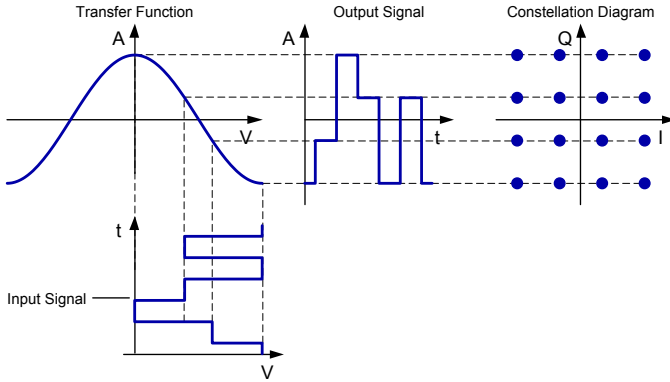 Transfer Function
Output Signal
Constellation Diagram
A
A
Q
V
t
I
t
Input Signal
V